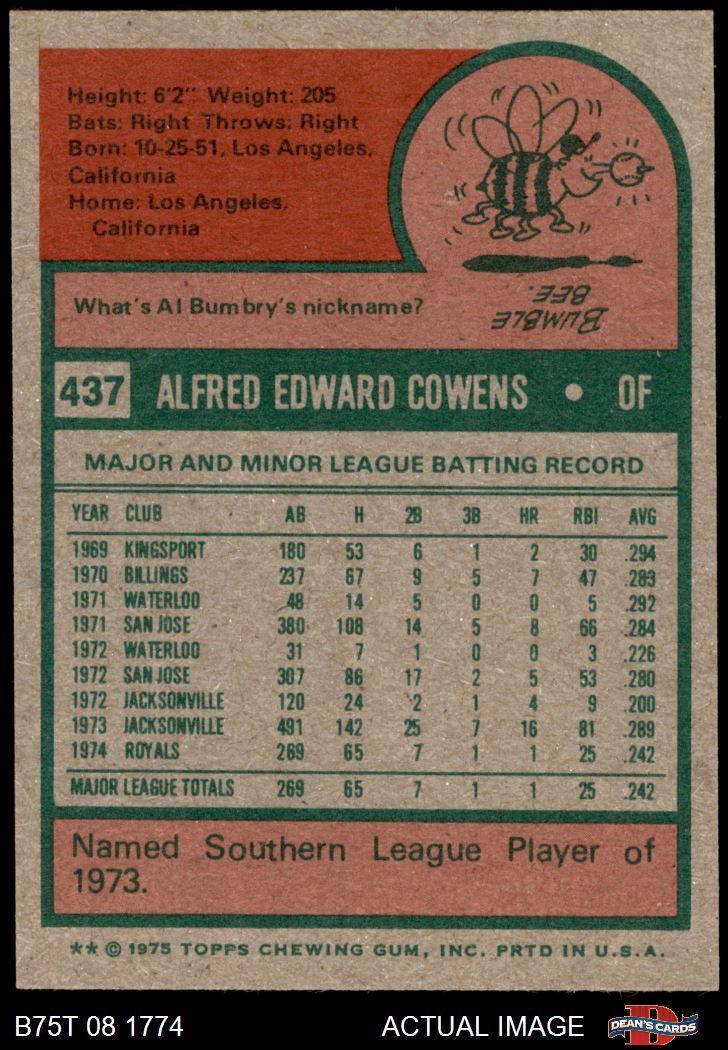 Height: 6'2" Weight: 205
Bats: Right Throws: Right
Born: 10-25-51, Los Angeles,
California
Home: Los Angeles,
California
What's Al Bumbry's nickname?
BUMBLE
BEE.
437 ALFRED EDWARD COWENS • OF
MAJOR AND MINOR LEAGUE BATTING RECORD
YEAR CLUB AB H 2B 3B HR RBI AVG
1969 KINGSPORT 180 53 6 1 2 30 .294
1970 BILLINGS 237 67 9 5 7 47 .283
1971 WATERLOO 48 14 5 0 0 5 .292
1971 SAN JOSE 380 108 14 5 8 66 .284
1972 WATERLOO 31 7 1 0 0 3 .226
1972 SAN JOSE 307 86 17 2 5 53 .280
1972 JACKSONVILLE 120 24 2 1 4 9 .200
1973 JACKSONVILLE 491 142 25 7 16 81 .289
1974 ROYALS 269 65 7 1 1 25 .242
MAJOR LEAGUE TOTALS 269 65 7 1 1 25 .242
Named Southern League Player of
1973.
** © 1975 TOPPS CHEWING GUM, INC. PRTD IN U.S.A.
B75T 08 1774 ACTUAL IMAGE D DEAN'S CARDS